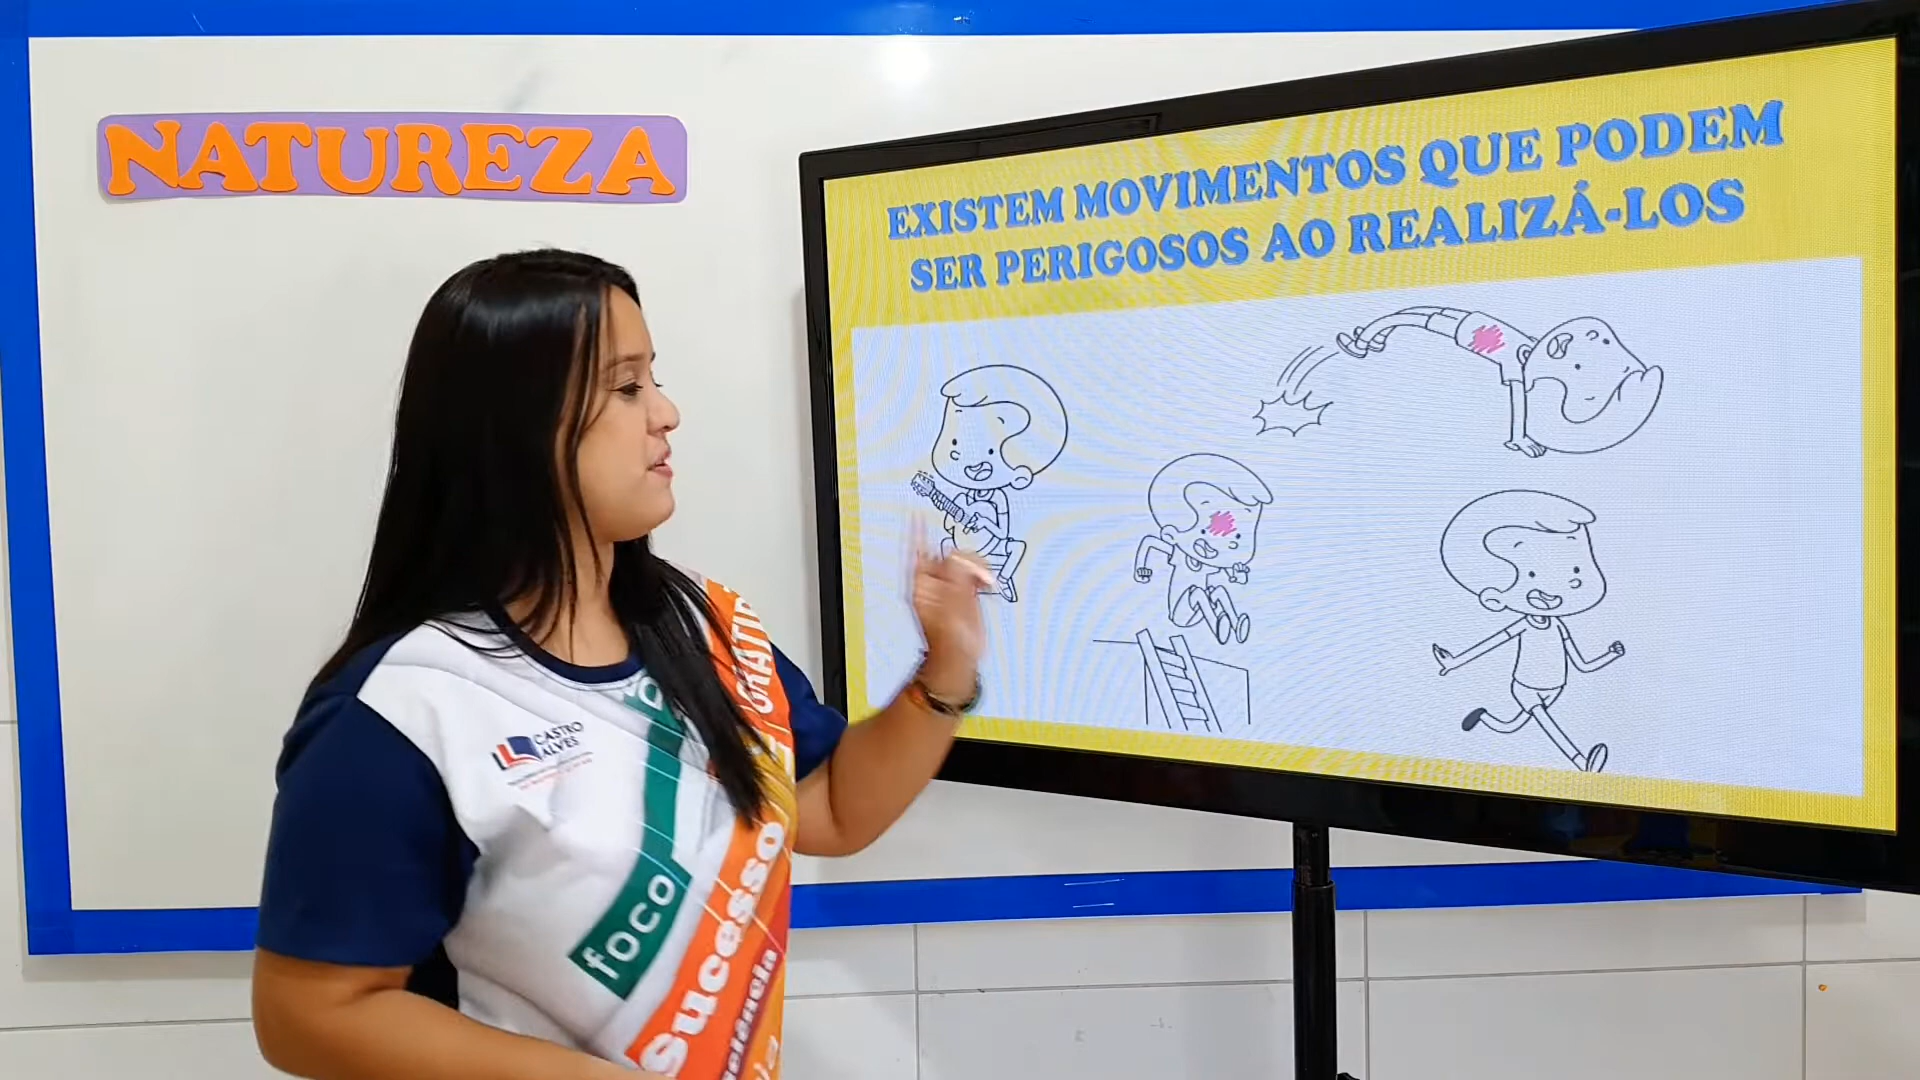 NATUREZA
EXISTEM MOVIMENTOS QUE PODEM
SER PERIGOSOS AO REALIZÁ-LOS
CASTRO
ALVES
foco
Sucesso